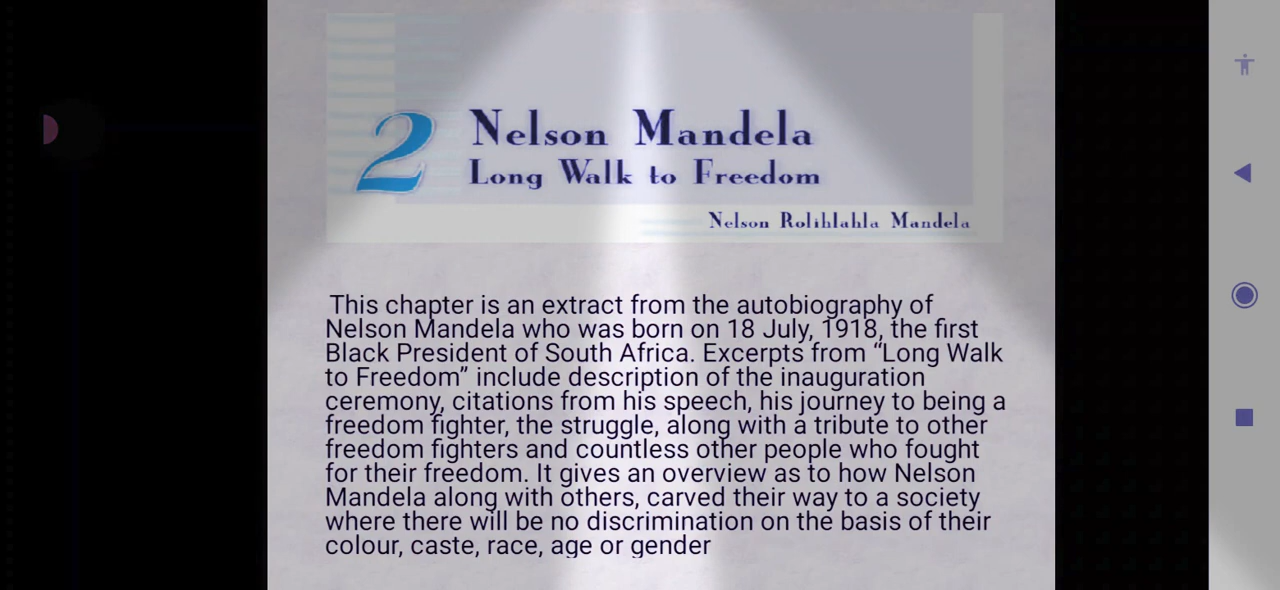 2
Nelson Mandela
Long Walk to Freedom
Nelson Rolihlahla Mandela
This chapter is an extract from the autobiography of
Nelson Mandela who was born on 18 July, 1918, the first
Black President of South Africa. Excerpts from “Long Walk
to Freedom” include description of the inauguration
ceremony, citations from his speech, his journey to being a
freedom fighter, the struggle, along with a tribute to other
freedom fighters and countless other people who fought
for their freedom. It gives an overview as to how Nelson
Mandela along with others, carved their way to a society
where there will be no discrimination on the basis of their
colour, caste, race, age or gender